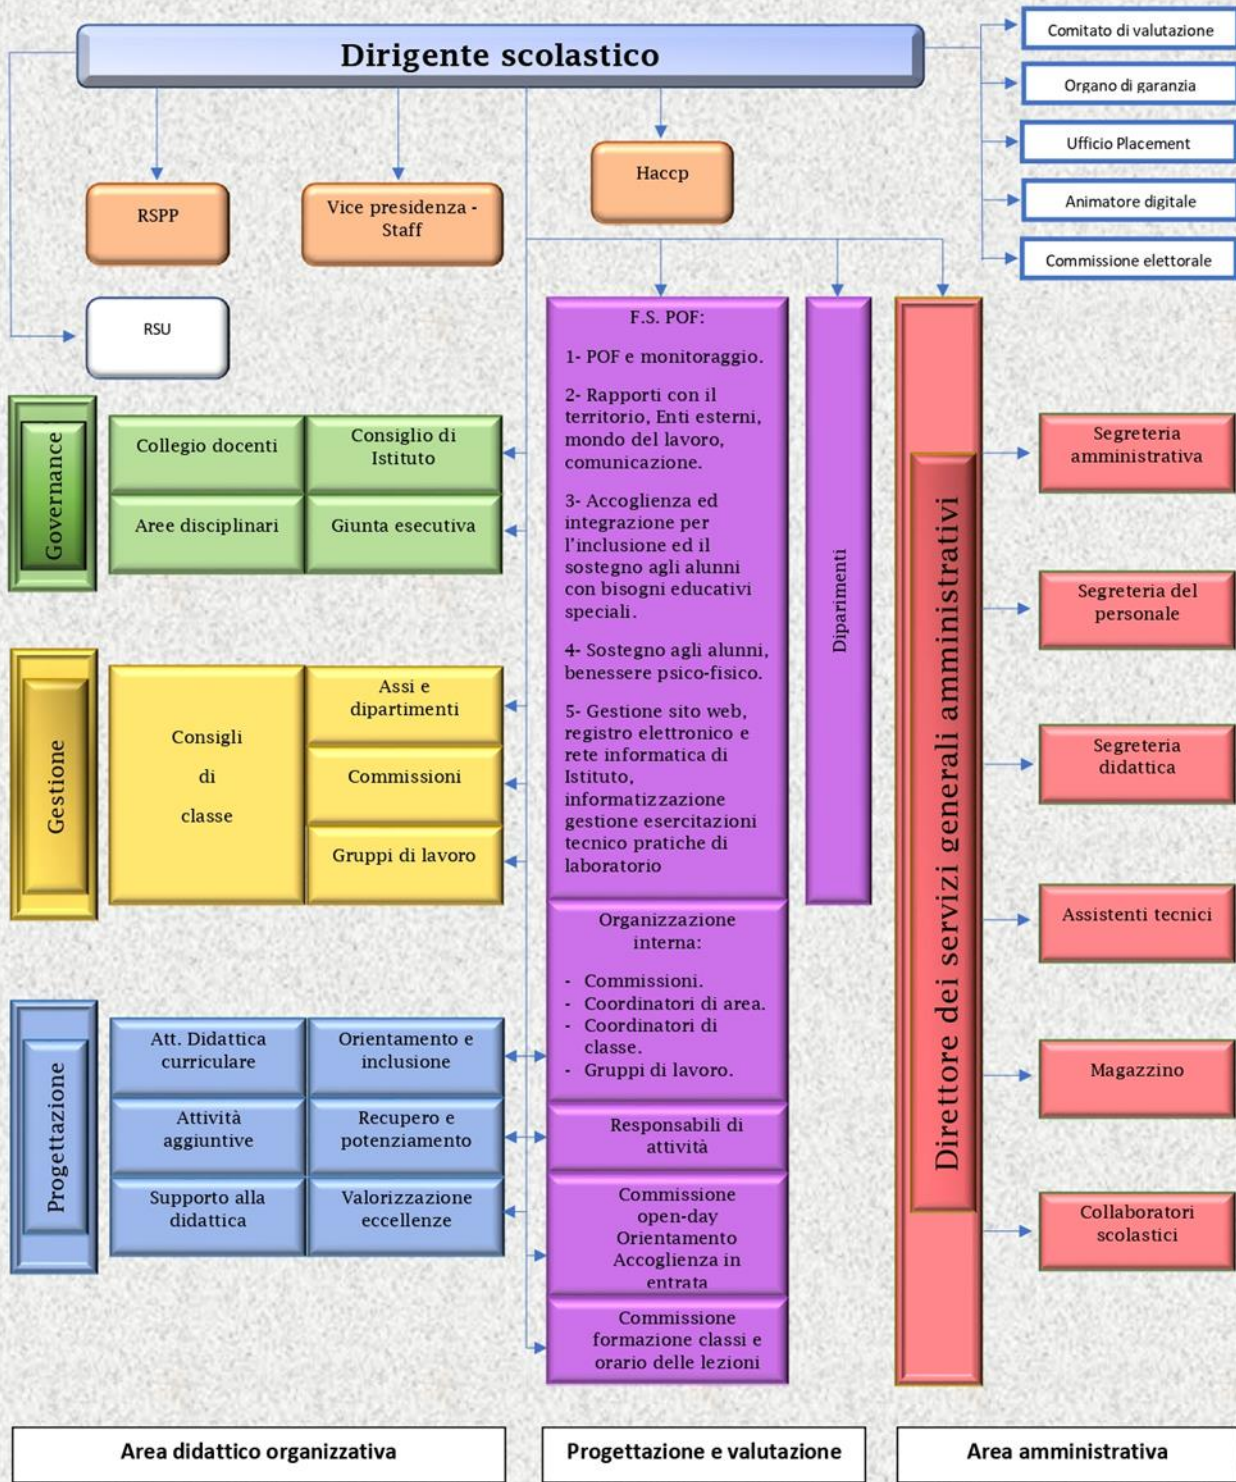 Dirigente scolastico
Comitato di valutazione
Organo di garanzia
Ufficio Placement
Animatore digitale
Commissione elettorale
Haccp
RSPP
Vice presidenza -
Staff
RSU
Governance
Collegio docenti
Consiglio di
Istituto
Aree disciplinari
Giunta esecutiva
Gestione
Consigli
di
classe
Assi e
dipartimenti
Commissioni
Gruppi di lavoro
Progettazione
Att. Didattica
curriculare
Orientamento e
inclusione
Attività
aggiuntive
Recupero e
potenziamento
Supporto alla
didattica
Valorizzazione
eccellenze
F.S. POF:
1- POF e monitoraggio.
2- Rapporti con il
territorio, Enti esterni,
mondo del lavoro,
comunicazione.
3- Accoglienza ed
integrazione per
l'inclusione ed il
sostegno agli alunni
con bisogni educativi
speciali.
4- Sostegno agli alunni,
benessere psico-fisico.
5- Gestione sito web,
registro elettronico e
rete informatica di
Istituto,
informatizzazione
gestione esercitazioni
tecnico pratiche di
laboratorio
Organizzazione
interna:
- Commissioni.
- Coordinatori di area.
- Coordinatori di
classe.
- Gruppi di lavoro.
Responsabili di
attività
Commissione
open-day
Orientamento
Accoglienza in
entrata
Commissione
formazione classi e
orario delle lezioni
Diparimenti
Direttore dei servizi generali amministrativi
Segreteria
amministrativa
Segreteria del
personale
Segreteria
didattica
Assistenti tecnici
Magazzino
Collaboratori
scolastici
Area didattico organizzativa
Progettazione e valutazione
Area amministrativa